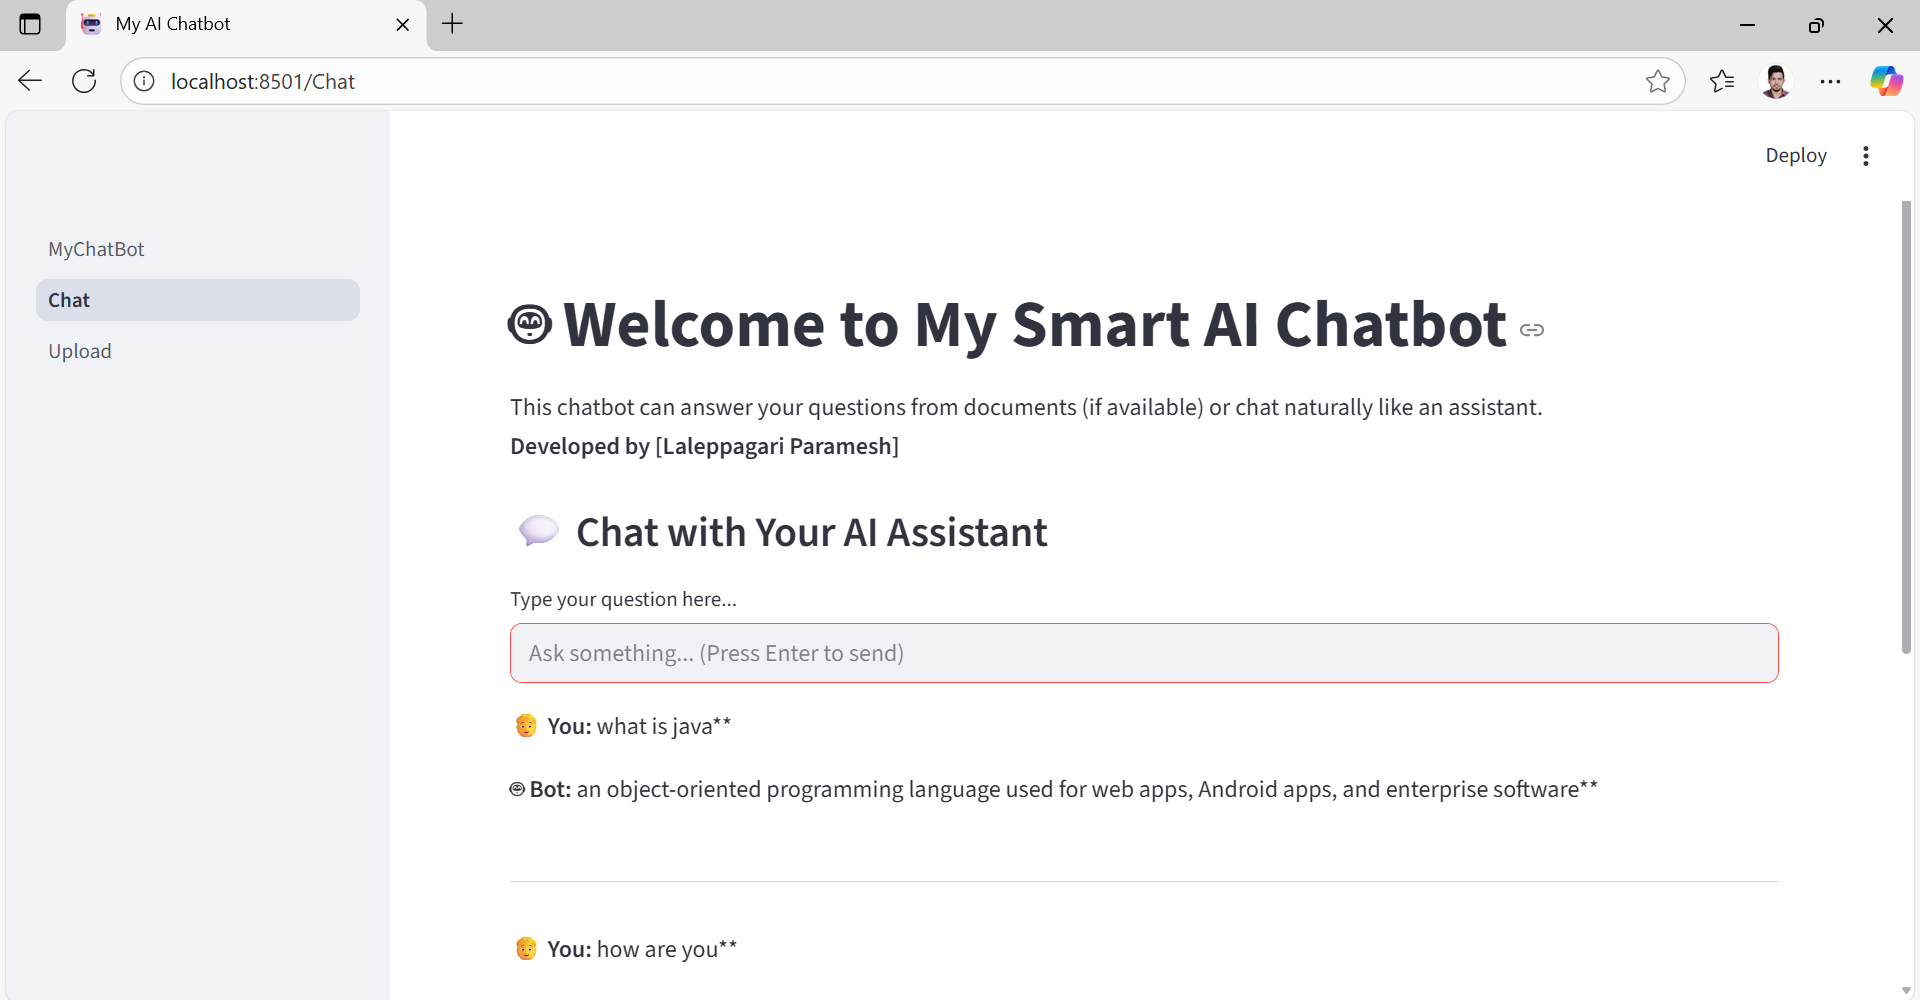 My AI Chatbot
localhost:8501/Chat
Deploy
MyChatBot
Chat
Upload
Welcome to My Smart AI Chatbot
This chatbot can answer your questions from documents (if available) or chat naturally like an assistant.
Developed by [Laleppagari Paramesh]
Chat with Your AI Assistant
Type your question here...
Ask something... (Press Enter to send)
You: what is java**
Bot: an object-oriented programming language used for web apps, Android apps, and enterprise software**
You: how are you**